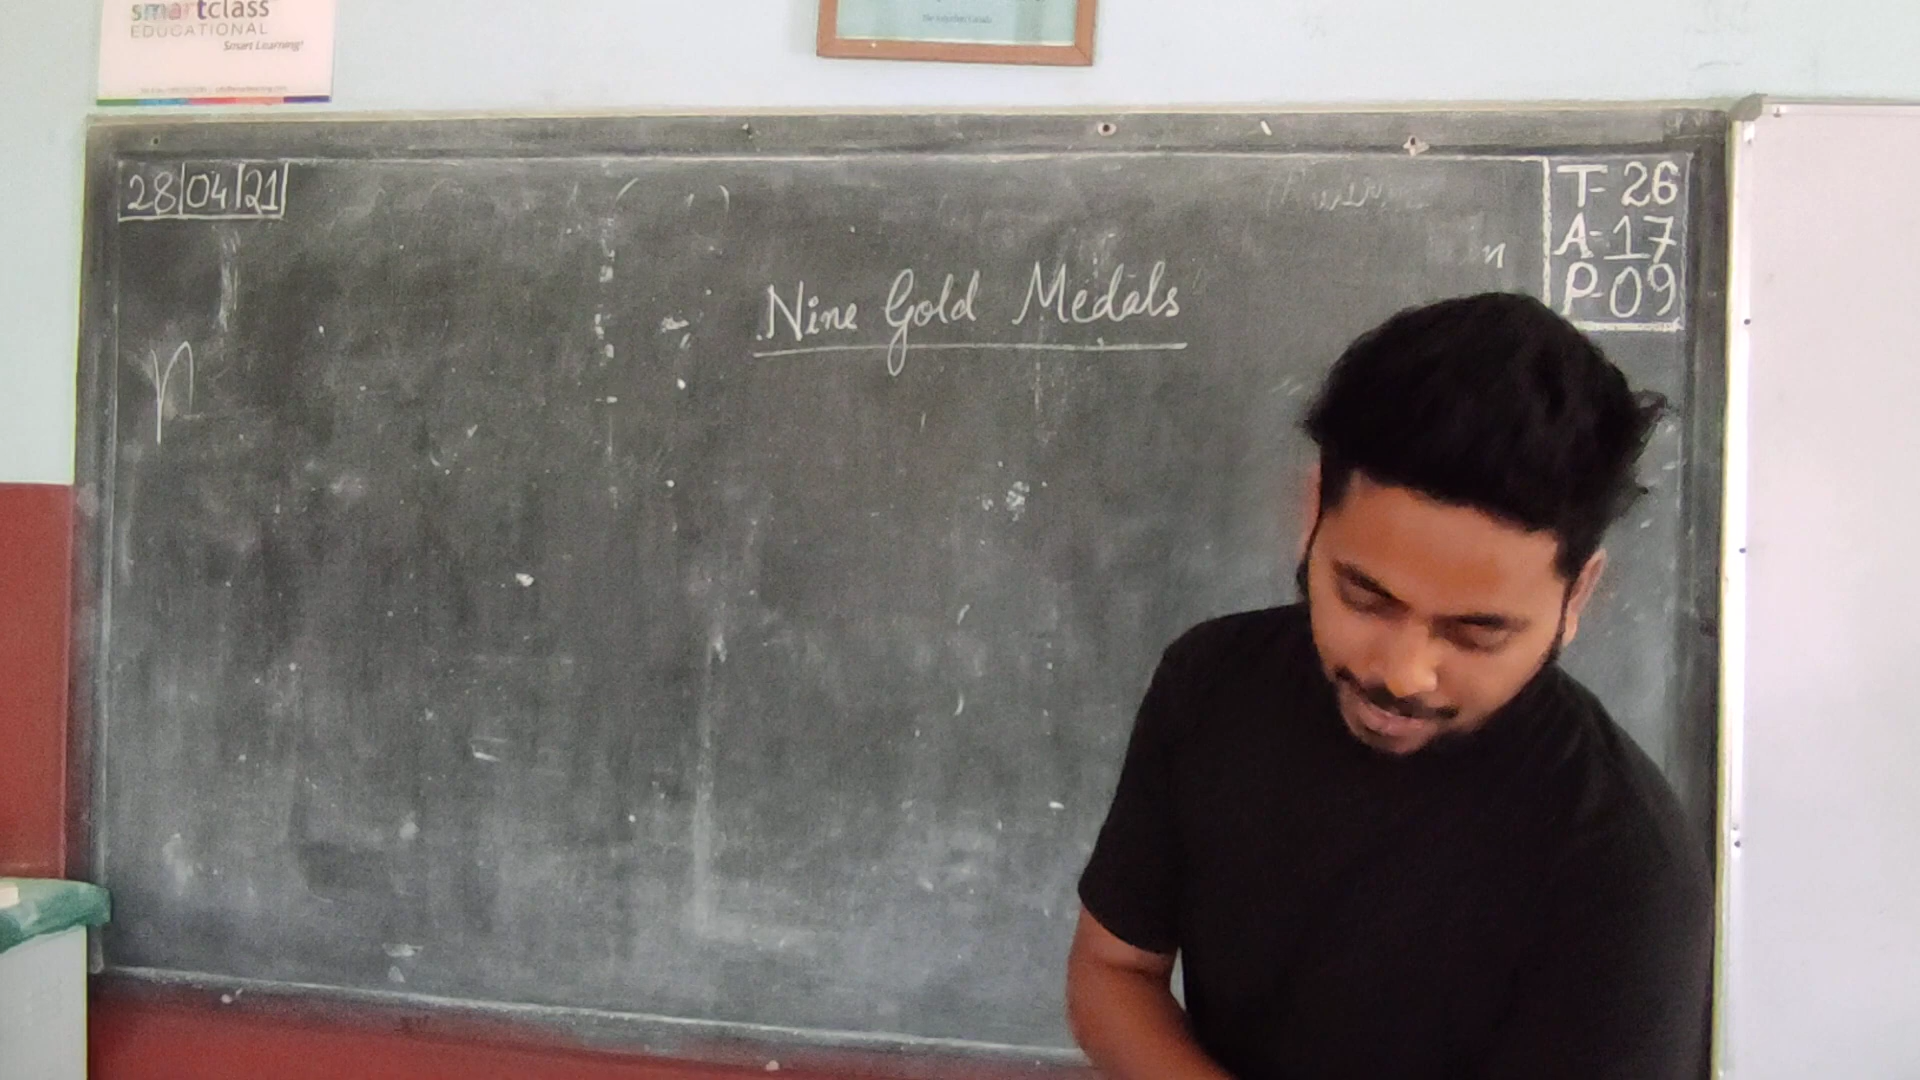 smartclass
EDUCATIONAL
Smart Learning!
28|04|21
T- 26
A- 17
P- 09
n
Nine Gold Medals
n